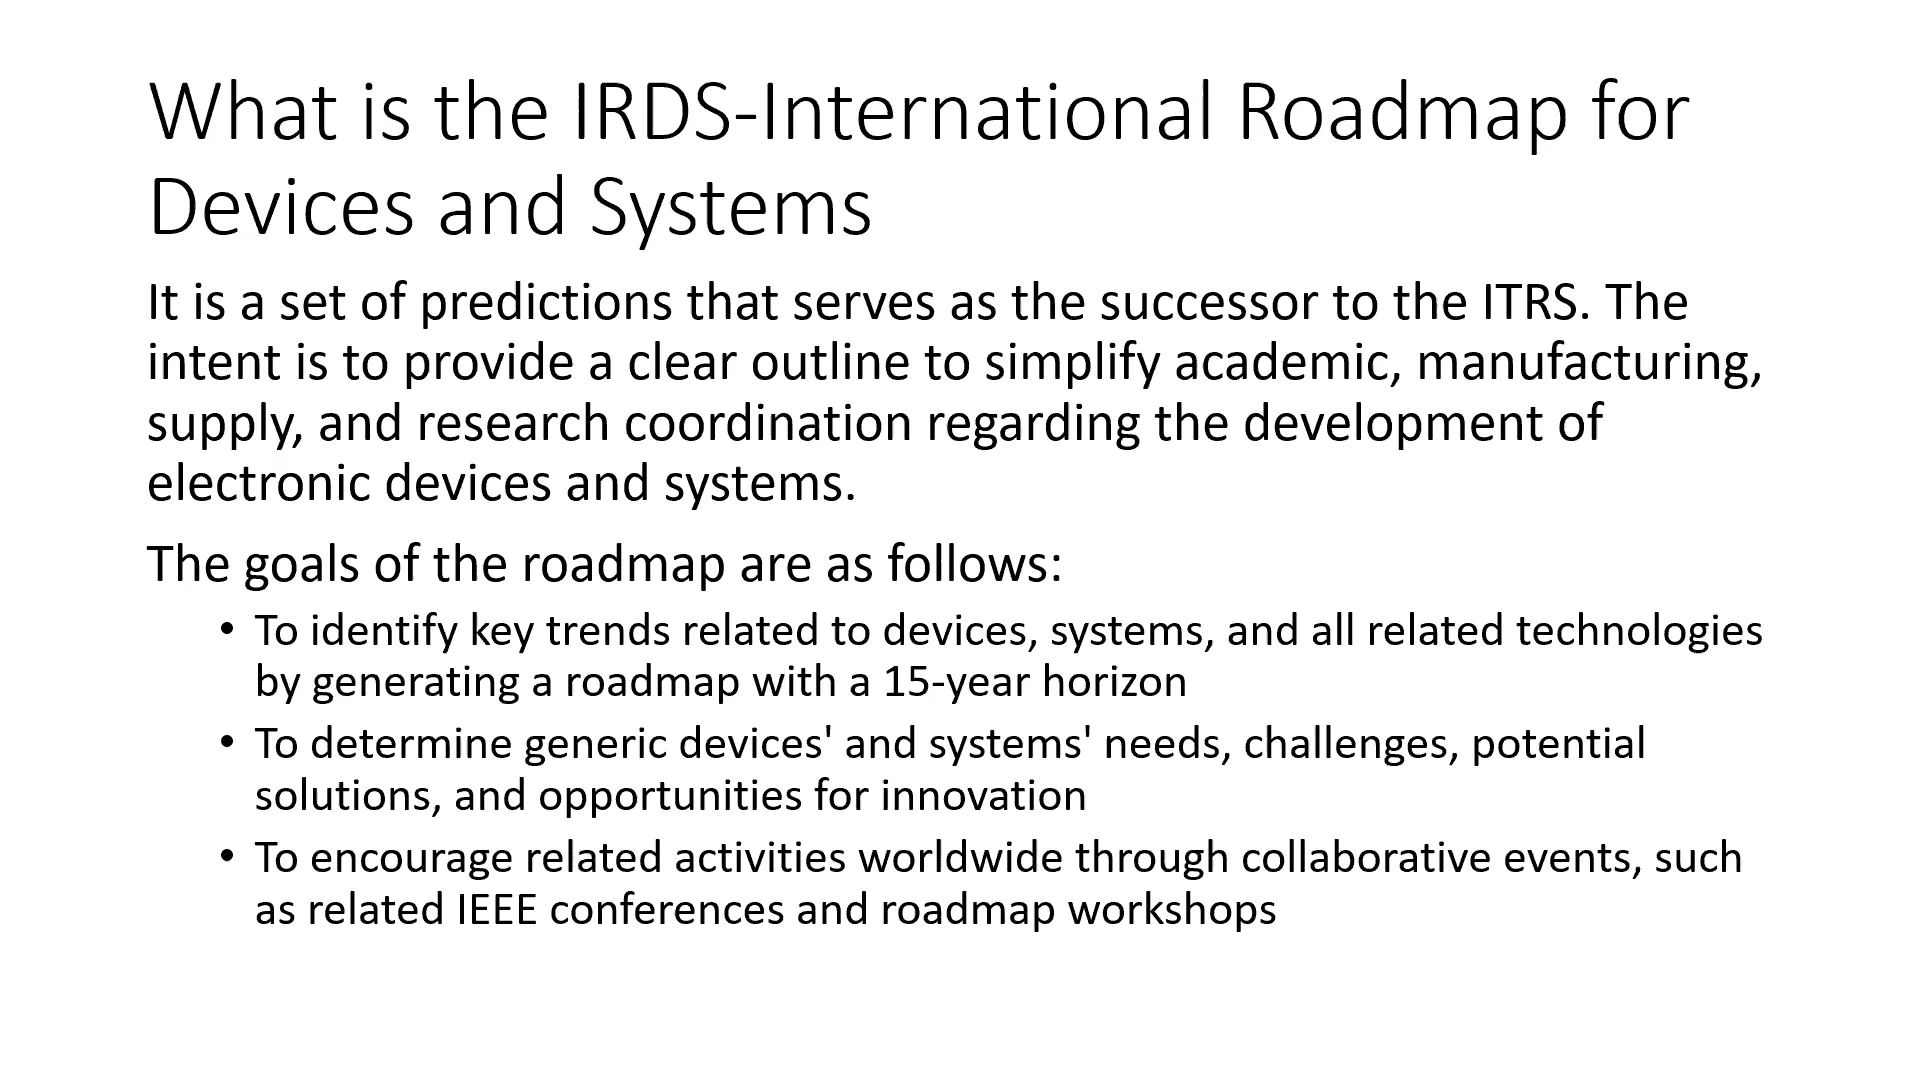 What is the IRDS-International Roadmap for
Devices and Systems
It is a set of predictions that serves as the successor to the ITRS. The
intent is to provide a clear outline to simplify academic, manufacturing,
supply, and research coordination regarding the development of
electronic devices and systems.
The goals of the roadmap are as follows:
• To identify key trends related to devices, systems, and all related technologies
by generating a roadmap with a 15-year horizon
• To determine generic devices' and systems' needs, challenges, potential
solutions, and opportunities for innovation
• To encourage related activities worldwide through collaborative events, such
as related IEEE conferences and roadmap workshops